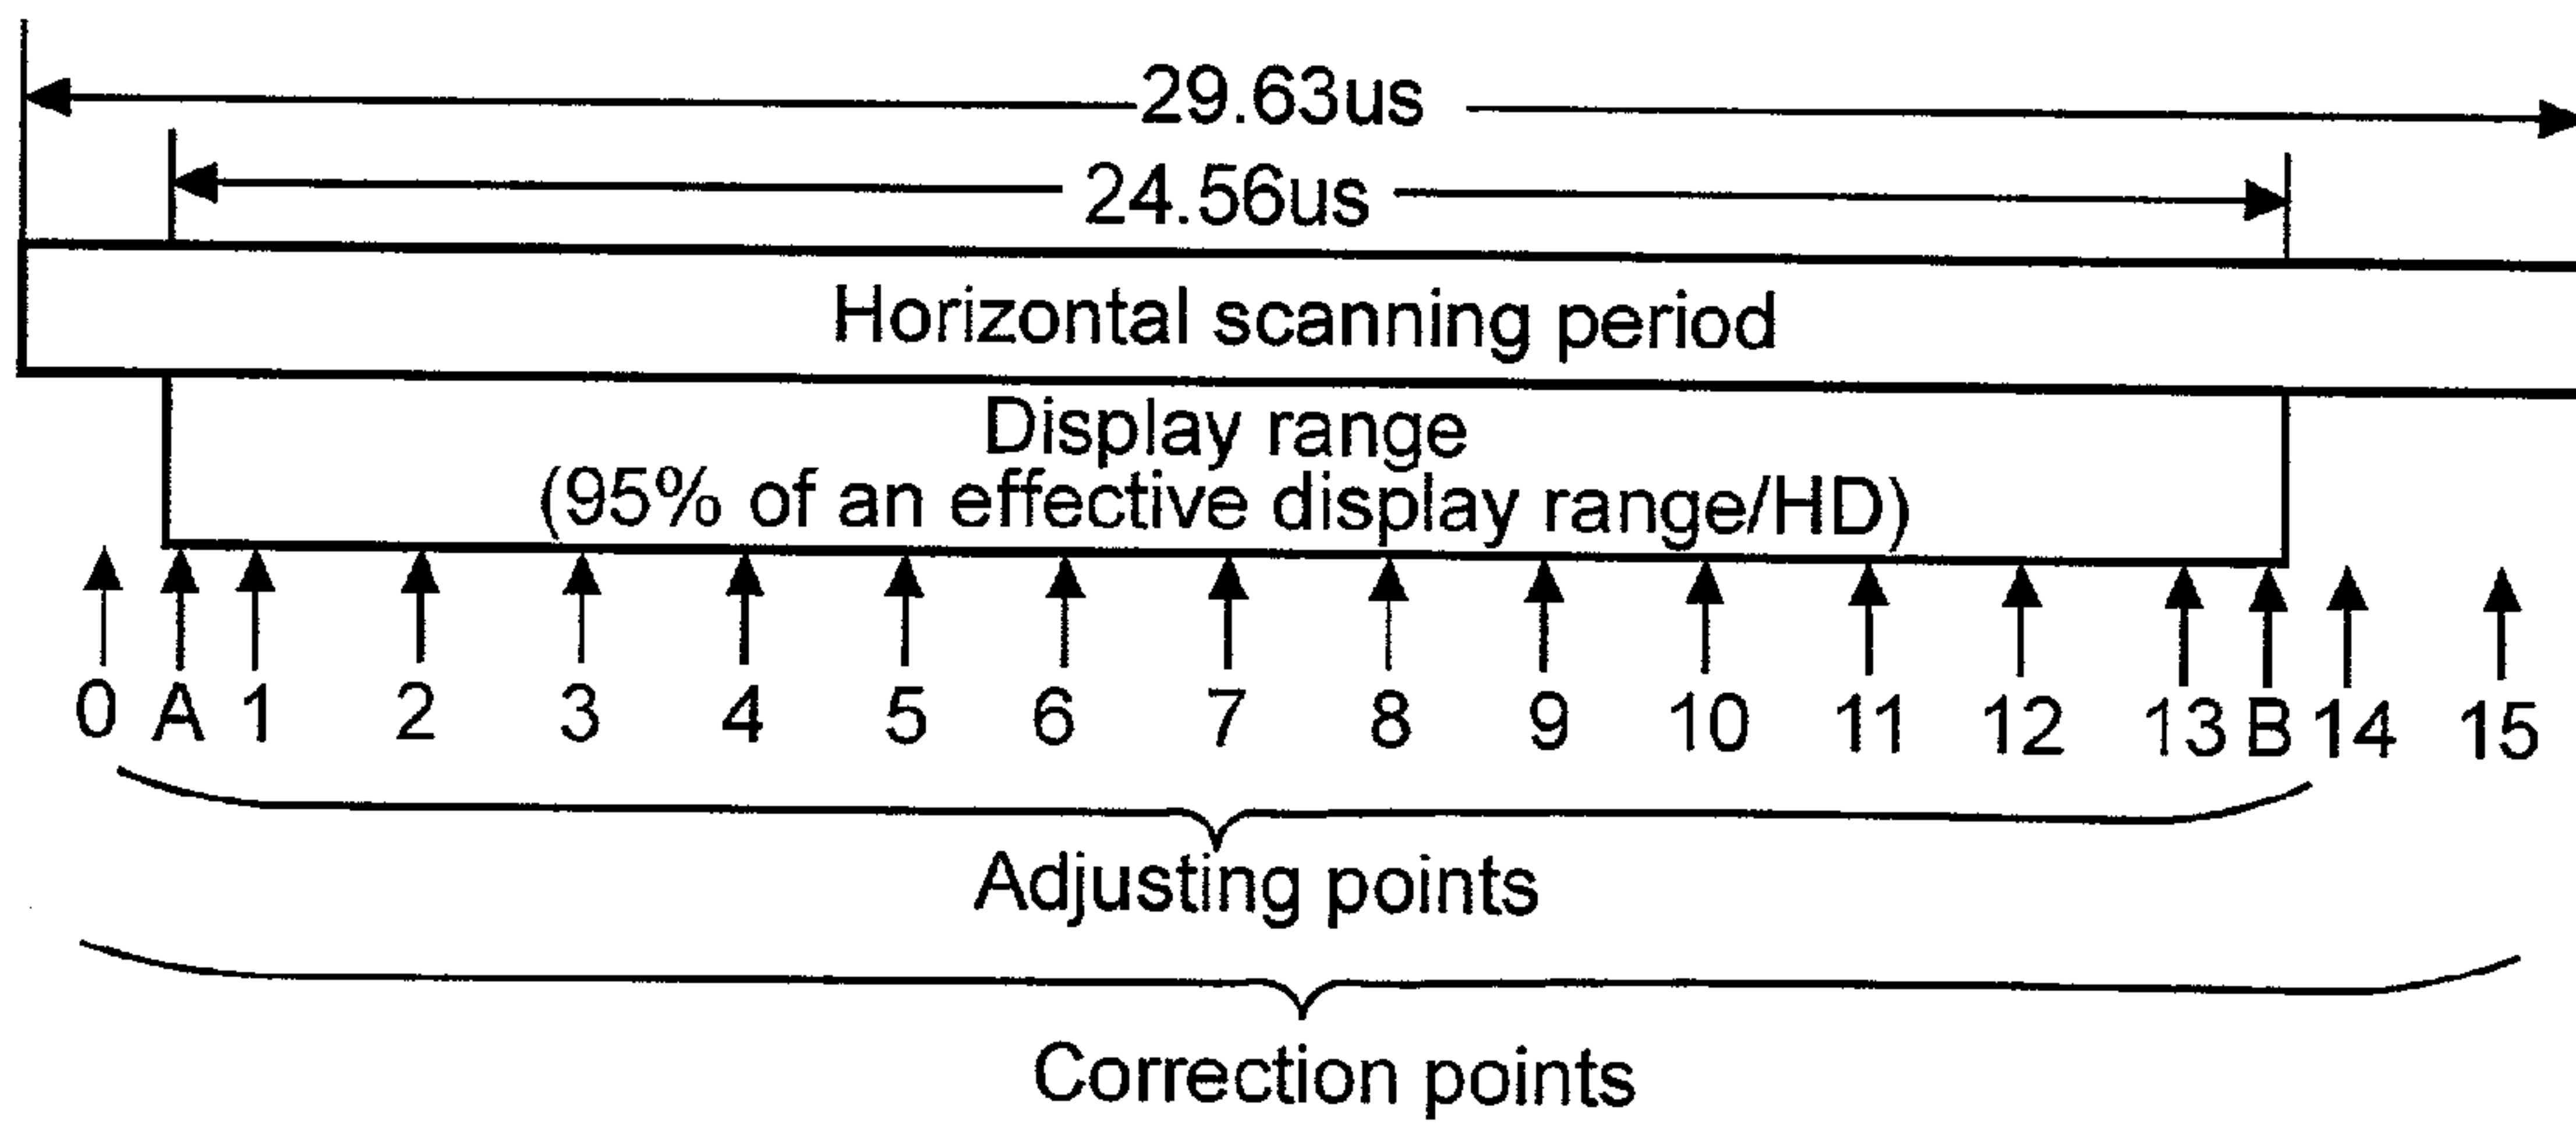 29.63us
24.56us
Horizontal scanning period
Display range
(95% of an effective display range/HD)
0 A 1 2 3 4 5 6 7 8 9 10 11 12 13 B 14 15
Adjusting points
Correction points